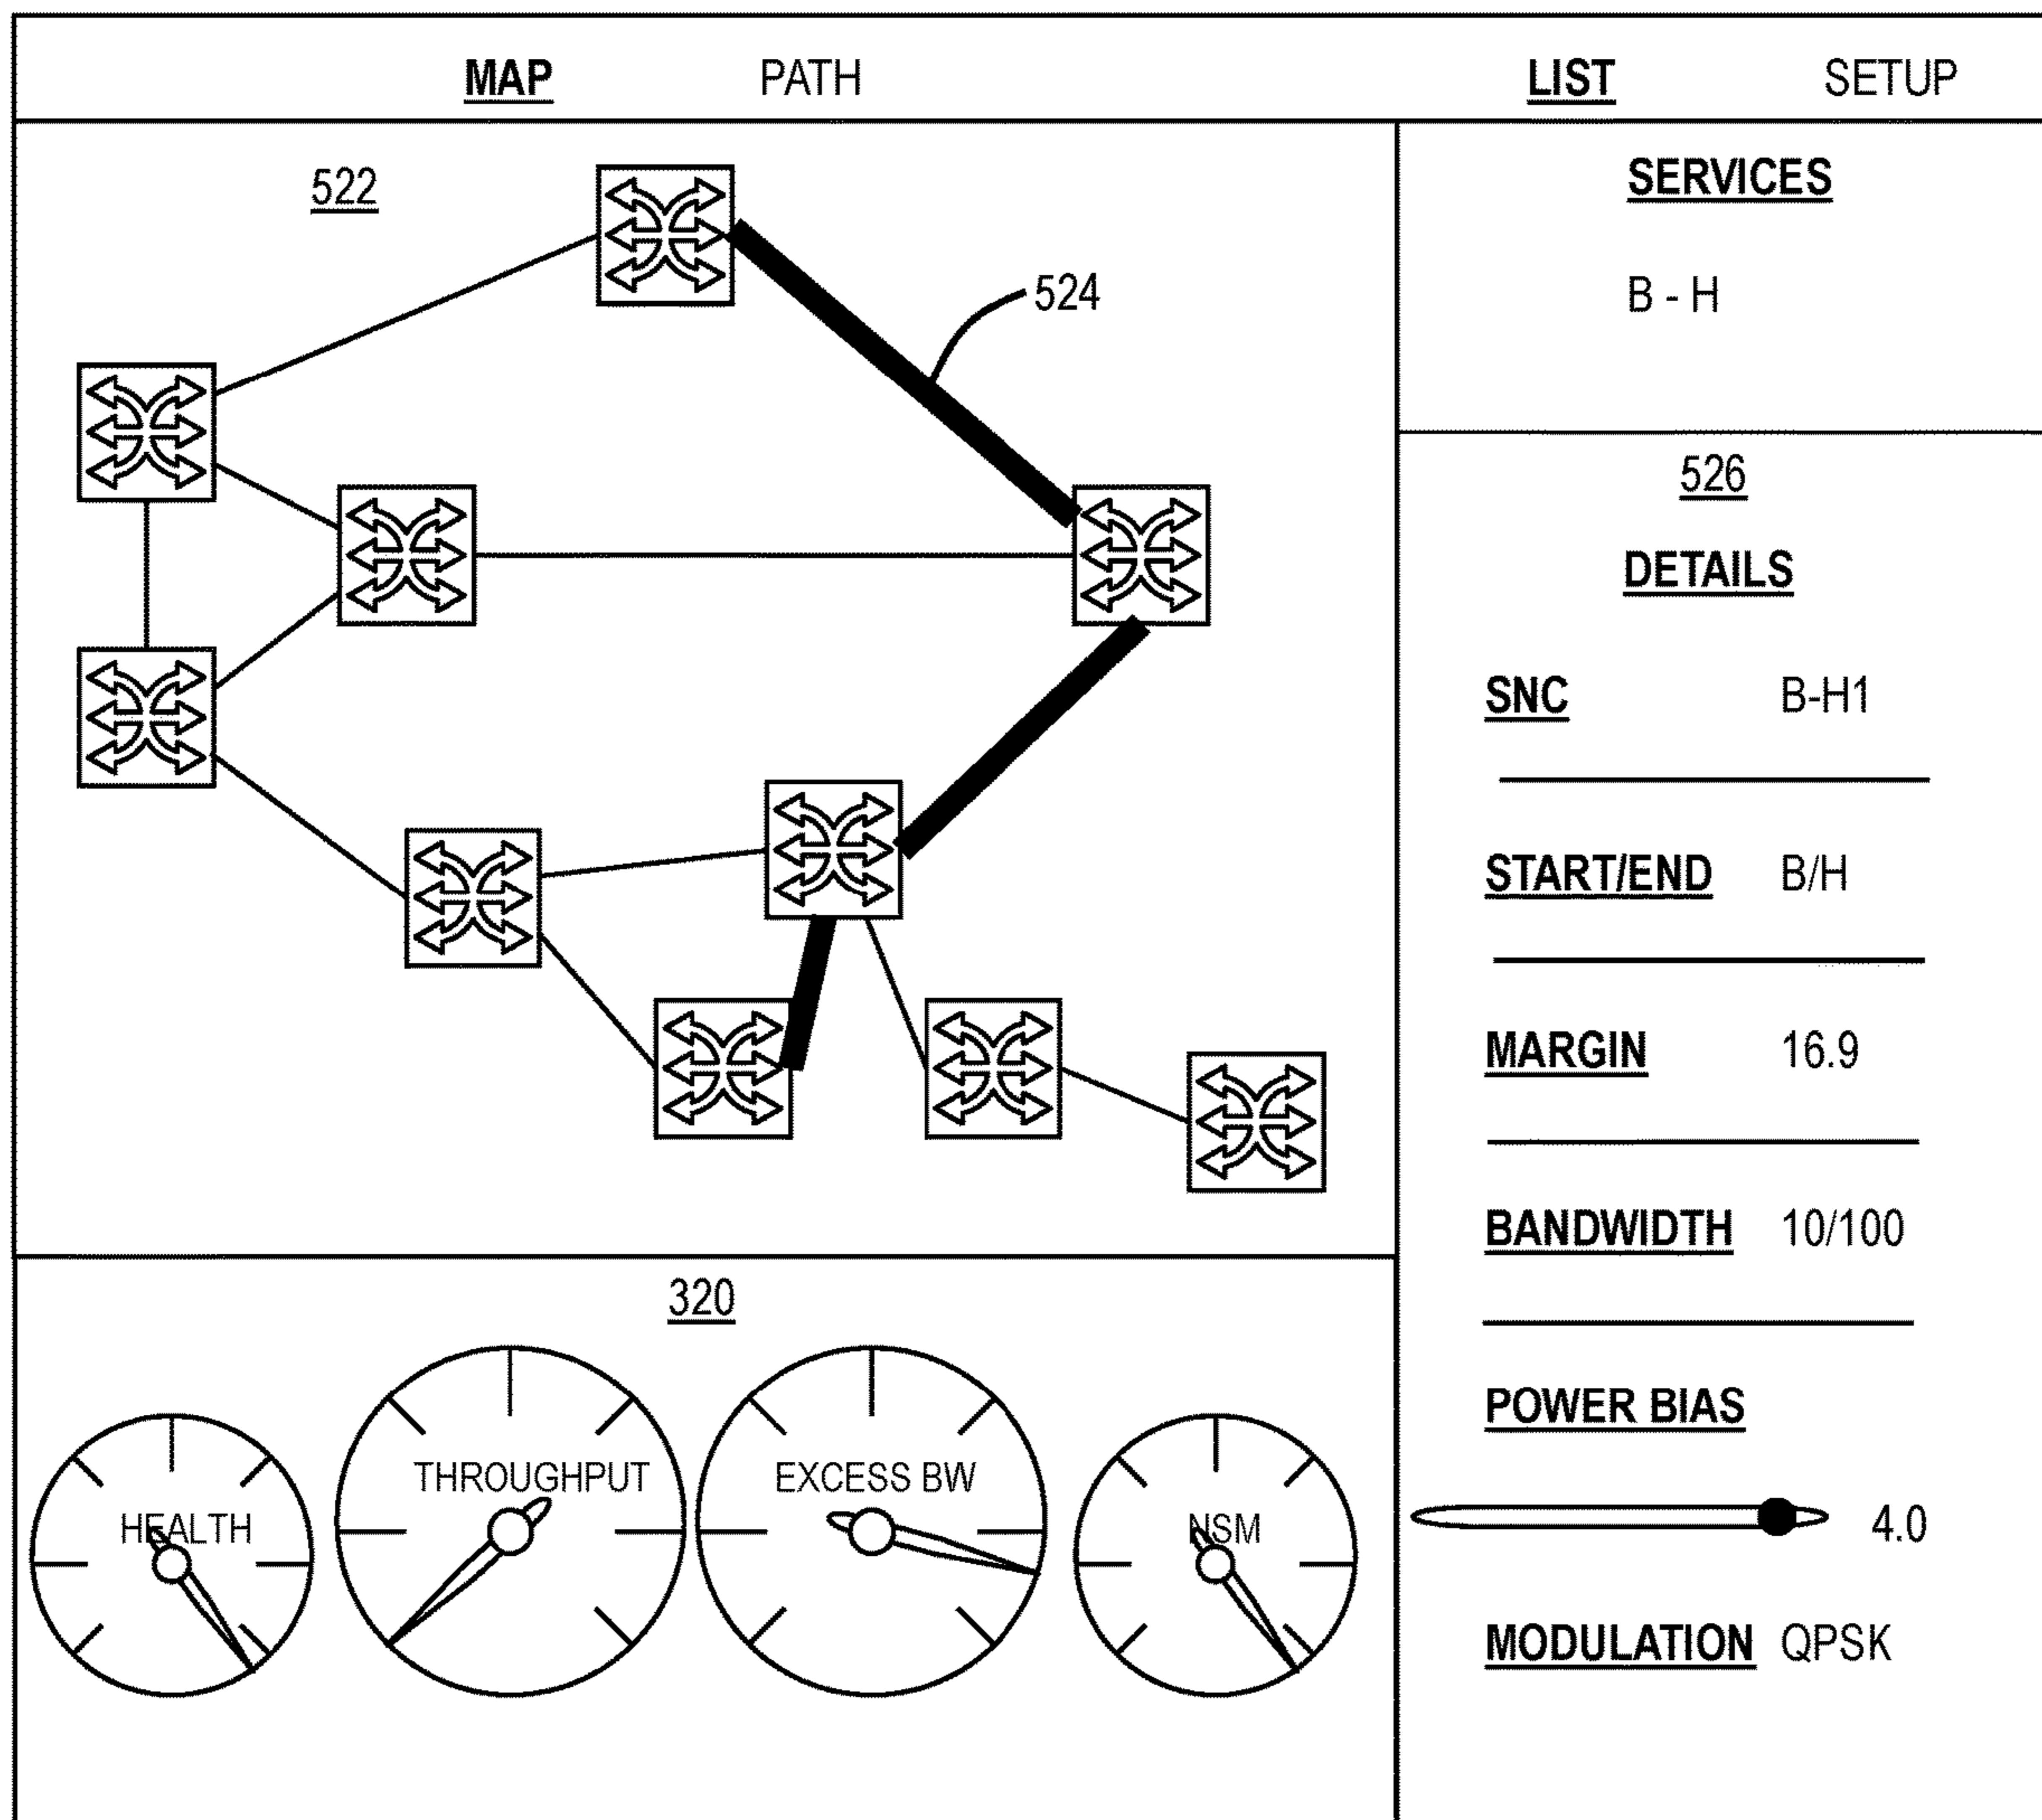 MAP PATH LIST SETUP
522
524
SERVICES
B - H
526
DETAILS
SNC B-H1
START/END B/H
MARGIN 16.9
BANDWIDTH 10/100
POWER BIAS
4.0
MODULATION QPSK
320
HEALTH
THROUGHPUT
EXCESS BW
NSM